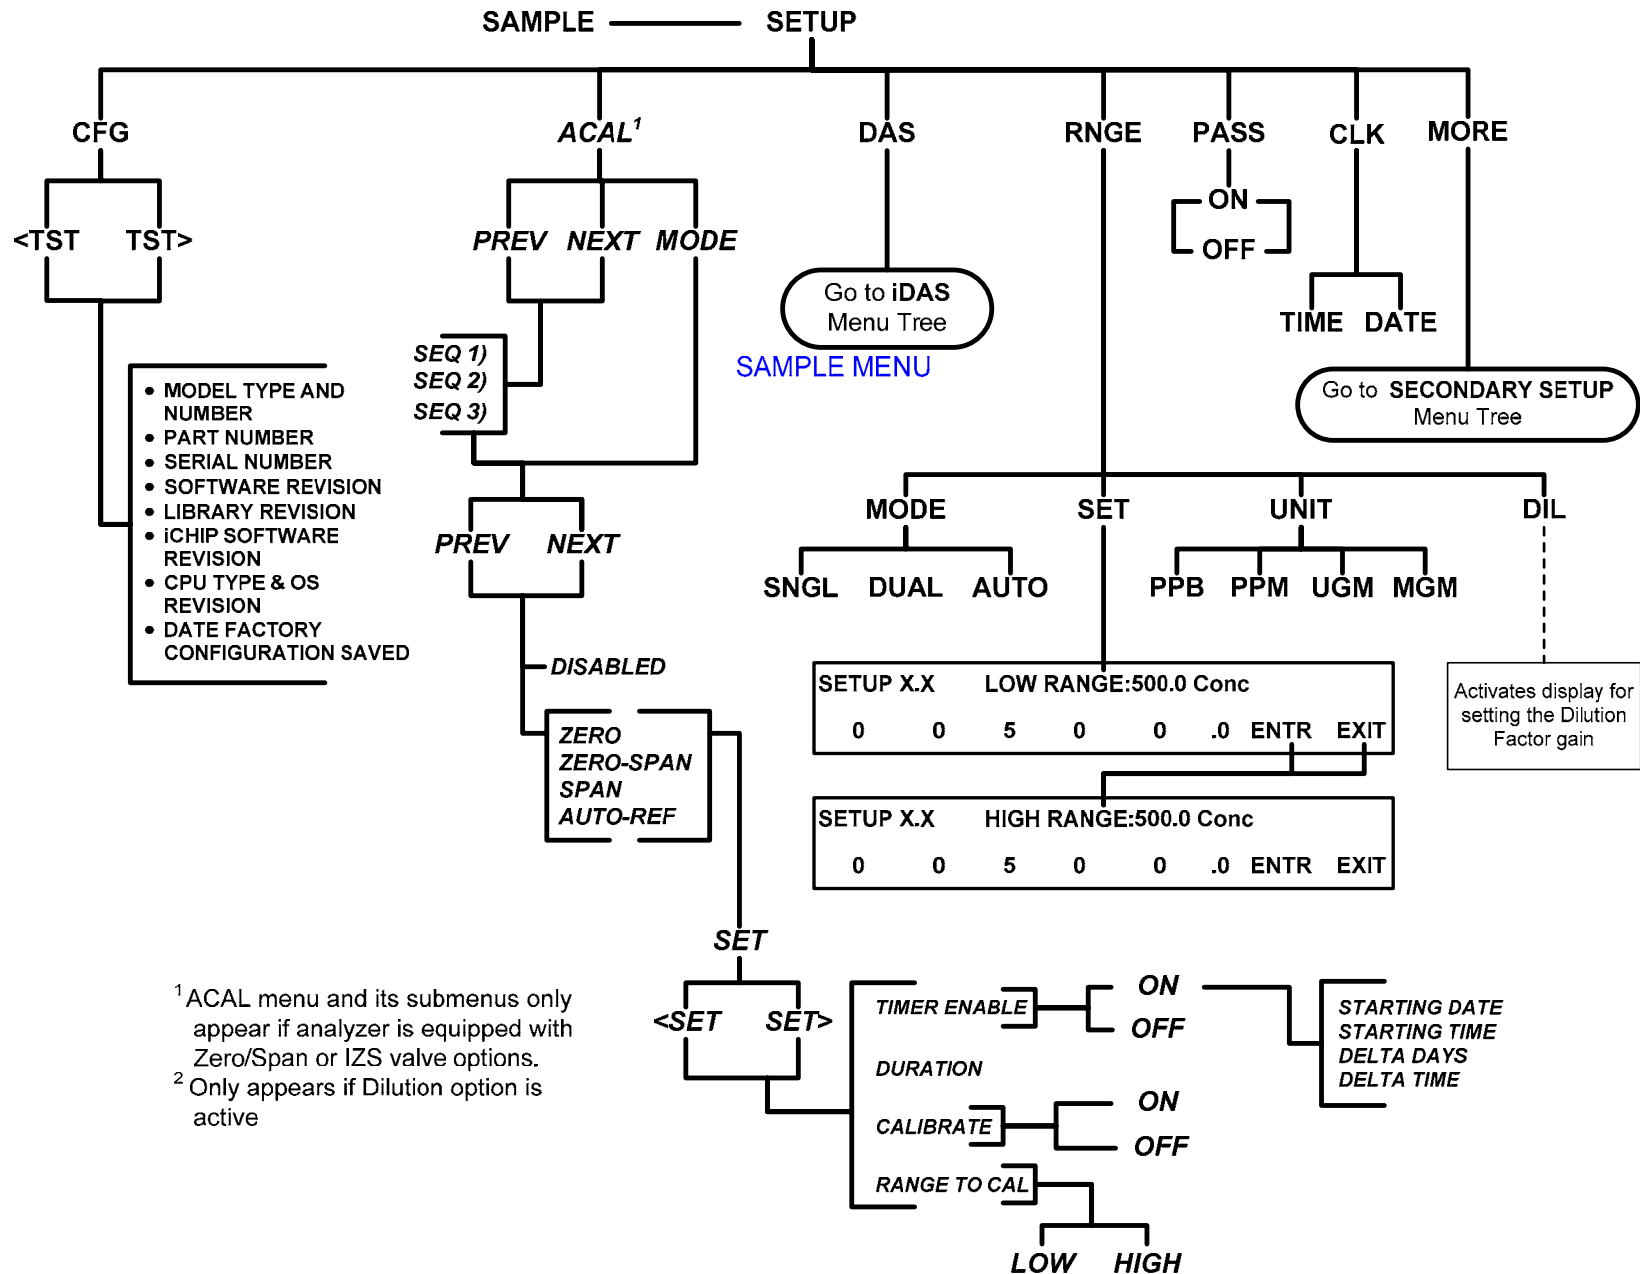 SAMPLE SETUP
CFG ACAL1 DAS RNGE PASS CLK MORE
<TST TST>
PREV NEXT MODE
ON
OFF
TIME DATE
Go to iDAS
Menu Tree
SAMPLE MENU
Go to SECONDARY SETUP
Menu Tree
SEQ 1)
SEQ 2)
SEQ 3)
• MODEL TYPE AND
NUMBER
• PART NUMBER
• SERIAL NUMBER
• SOFTWARE REVISION
• LIBRARY REVISION
• iCHIP SOFTWARE
REVISION
• CPU TYPE & OS
REVISION
• DATE FACTORY
CONFIGURATION SAVED
PREV NEXT
DISABLED
ZERO
ZERO-SPAN
SPAN
AUTO-REF
MODE SET UNIT DIL
SNGL DUAL AUTO
PPB PPM UGM MGM
SETUP X.X LOW RANGE:500.0 Conc
0 0 5 0 0 .0 ENTR EXIT
SETUP X.X HIGH RANGE:500.0 Conc
0 0 5 0 0 .0 ENTR EXIT
Activates display for
setting the Dilution
Factor gain
SET
<SET SET>
TIMER ENABLE
ON
OFF
STARTING DATE
STARTING TIME
DELTA DAYS
DELTA TIME
DURATION
CALIBRATE
ON
OFF
RANGE TO CAL
LOW HIGH
1 ACAL menu and its submenus only
appear if analyzer is equipped with
Zero/Span or IZS valve options.
2 Only appears if Dilution option is
active